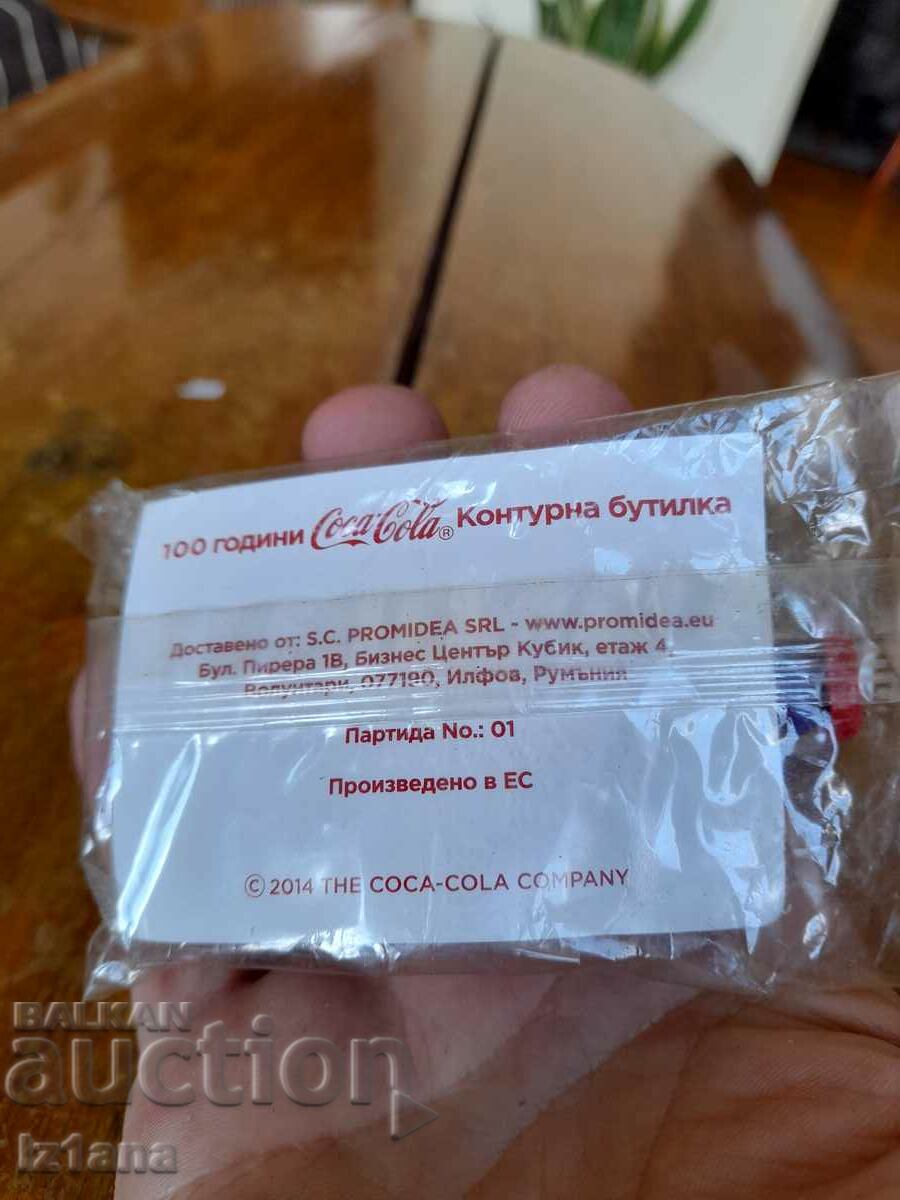 100 години Coca-Cola® Контурна бутилка
Доставено от: S.C. PROMIDEA SRL - www.promidea.eu
Бул. Пирера 1В, Бизнес Център Кубик, етаж 4,
Волунтари, 077190, Илфов, Румъния
Партида No.: 01
Произведено в ЕС
© 2014 THE COCA-COLA COMPANY
BALKAN
auction
iz1ana